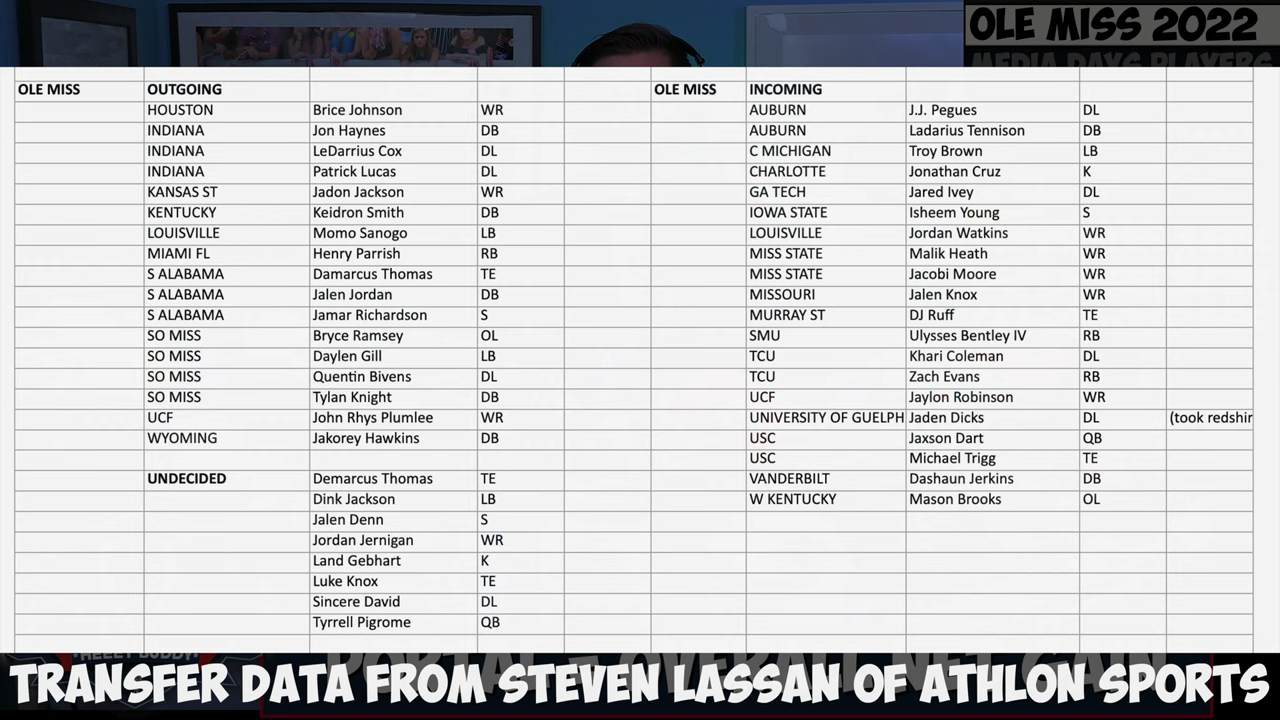 OLE MISS 2022
MEDIA DAYS PLAYERS
OLE MISS OUTGOING OLE MISS INCOMING
HOUSTON Brice Johnson WR AUBURN J.J. Pegues DL
INDIANA Jon Haynes DB AUBURN Ladarius Tennison DB
INDIANA LeDarrius Cox DL C MICHIGAN Troy Brown LB
INDIANA Patrick Lucas DL CHARLOTTE Jonathan Cruz K
KANSAS ST Jadon Jackson WR GA TECH Jared Ivey DL
KENTUCKY Keidron Smith DB IOWA STATE Isheem Young S
LOUISVILLE Momo Sanogo LB LOUISVILLE Jordan Watkins WR
MIAMI FL Henry Parrish RB MISS STATE Malik Heath WR
S ALABAMA Damarcus Thomas TE MISS STATE Jacobi Moore WR
S ALABAMA Jalen Jordan DB MISSOURI Jalen Knox WR
S ALABAMA Jamar Richardson S MURRAY ST DJ Ruff TE
SO MISS Bryce Ramsey OL SMU Ulysses Bentley IV RB
SO MISS Daylen Gill LB TCU Khari Coleman DL
SO MISS Quentin Bivens DL TCU Zach Evans RB
SO MISS Tylan Knight DB UCF Jaylon Robinson WR
UCF John Rhys Plumlee WR UNIVERSITY OF GUELPH Jaden Dicks DL (took redshir
WYOMING Jakorey Hawkins DB USC Jaxson Dart QB
USC Michael Trigg TE
UNDECIDED Demarcus Thomas TE VANDERBILT Dashaun Jerkins DB
Dink Jackson LB W KENTUCKY Mason Brooks OL
Jalen Denn S
Jordan Jernigan WR
Land Gebhart K
Luke Knox TE
Sincere David DL
Tyrrell Pigrome QB
PORTAL - OVERALL NET GAIN
TRANSFER DATA FROM STEVEN LASSAN OF ATHLON SPORTS